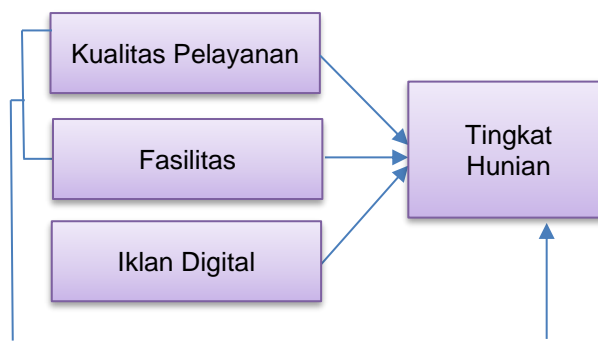 Kualitas Pelayanan
Fasilitas
Iklan Digital
Tingkat
Hunian